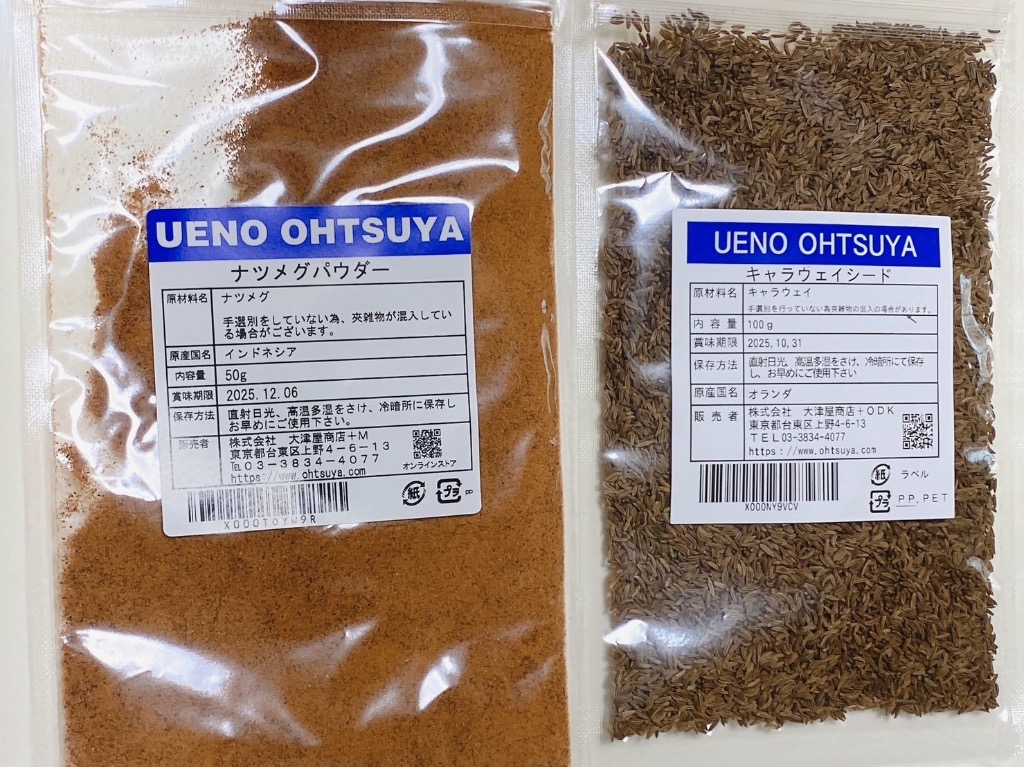 UENO OHTSUYA
ナツメグパウダー
原材料名 ナツメグ
手選別をしていない為、夾雑物が混入してい
る場合がございます。
原産国名 インドネシア
内容量 50g
賞味期限 2025.12.06
保存方法 直射日光、高温多湿をさけ、冷暗所に保存し
お早めにご使用下さい。
販売者 株式会社 大津屋商店+M
東京都台東区上野4-6-13
℡03-3834-4077
https://www.ohtsuya.com
オンラインストア
X000T0YW9R
紙 プラ PP
UENO OHTSUYA
キャラウェイシード
原材料名 キャラウェイ
手選別を行っていない為夾雑物の混入の場合があります。
内容量 100g
賞味期限 2025.10.31
保存方法 直射日光、高温多湿をさけ、冷暗所にて保存
し、お早めにご使用下さい
原産国名 オランダ
販売者 株式会社 大津屋商店+ODK
東京都台東区上野4-6-13
TEL03-3834-4077
https://www.ohtsuya.com
X000NY9VCV
紙 ラベル
プラ PP.PET